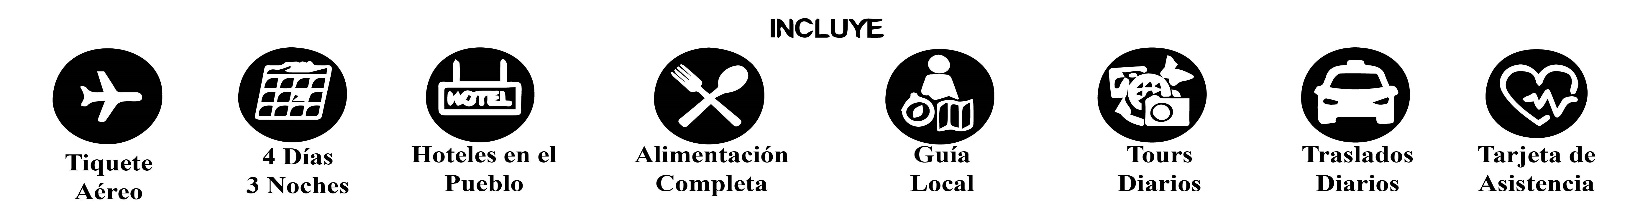 INCLUYE
HOTEL
Tiquete
Aéreo
4 Días
3 Noches
Hoteles en el
Pueblo
Alimentación
Completa
Guía
Local
Tours
Diarios
Traslados
Diarios
Tarjeta de
Asistencia